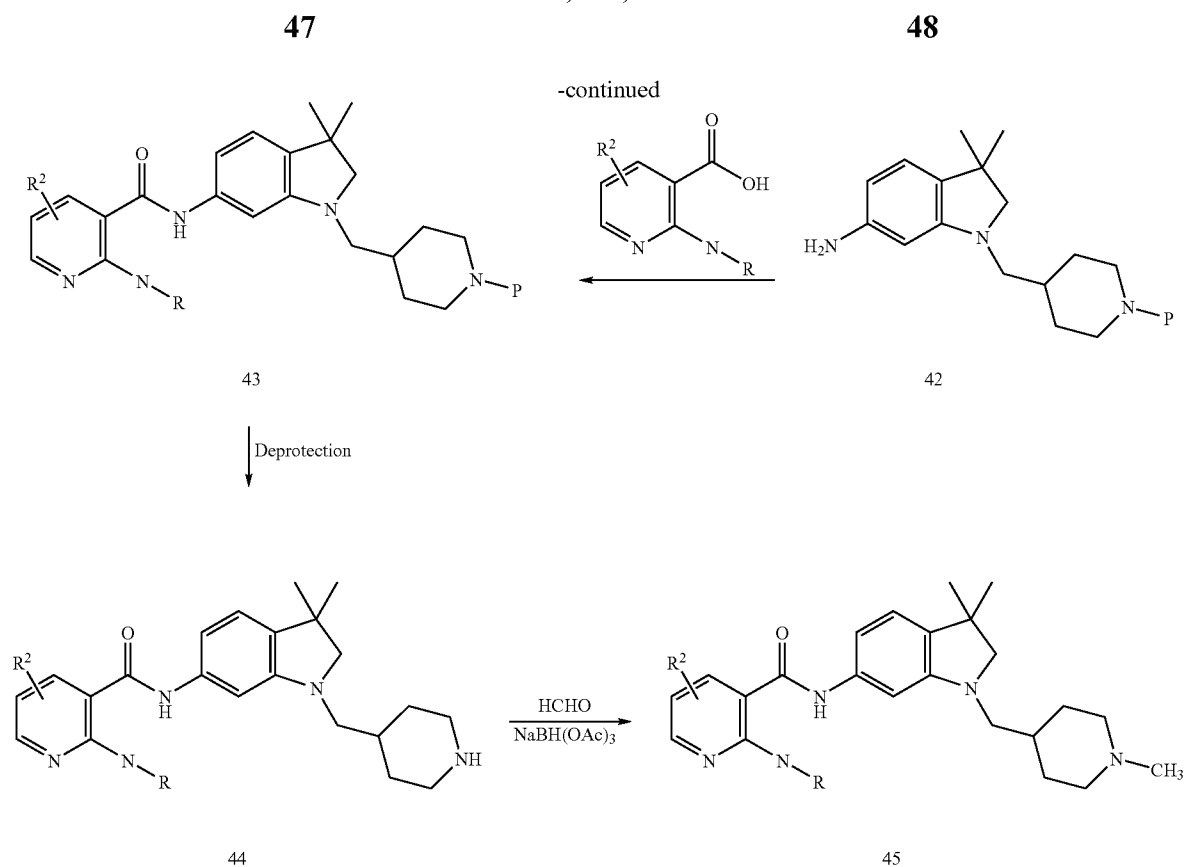 47 48
-continued
O
R2
N
H
N
N
R
N
N
P
O
R2
OH
N
N
R
H2N
N
N
P
43
42
Deprotection
O
R2
N
H
N
N
R
N
NH
HCHO
NaBH(OAc)3
O
R2
N
H
N
N
R
N
N
CH3
44
45